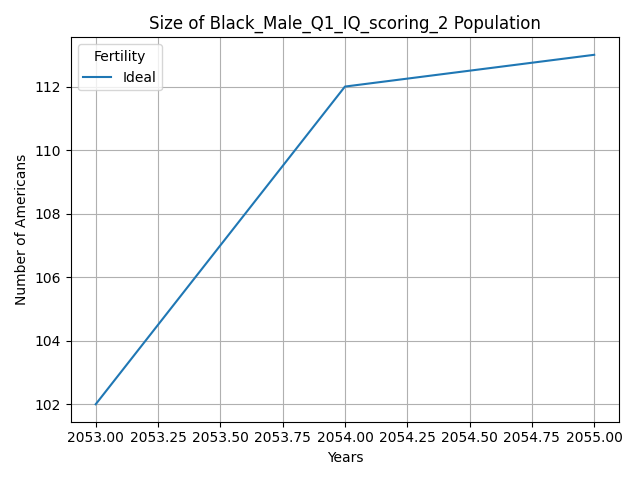 Size of Black_Male_Q1_IQ_scoring_2 Population
Fertility
Ideal
Number of Americans
112
110
108
106
104
102
2053.00 2053.25 2053.50 2053.75 2054.00 2054.25 2054.50 2054.75 2055.00
Years